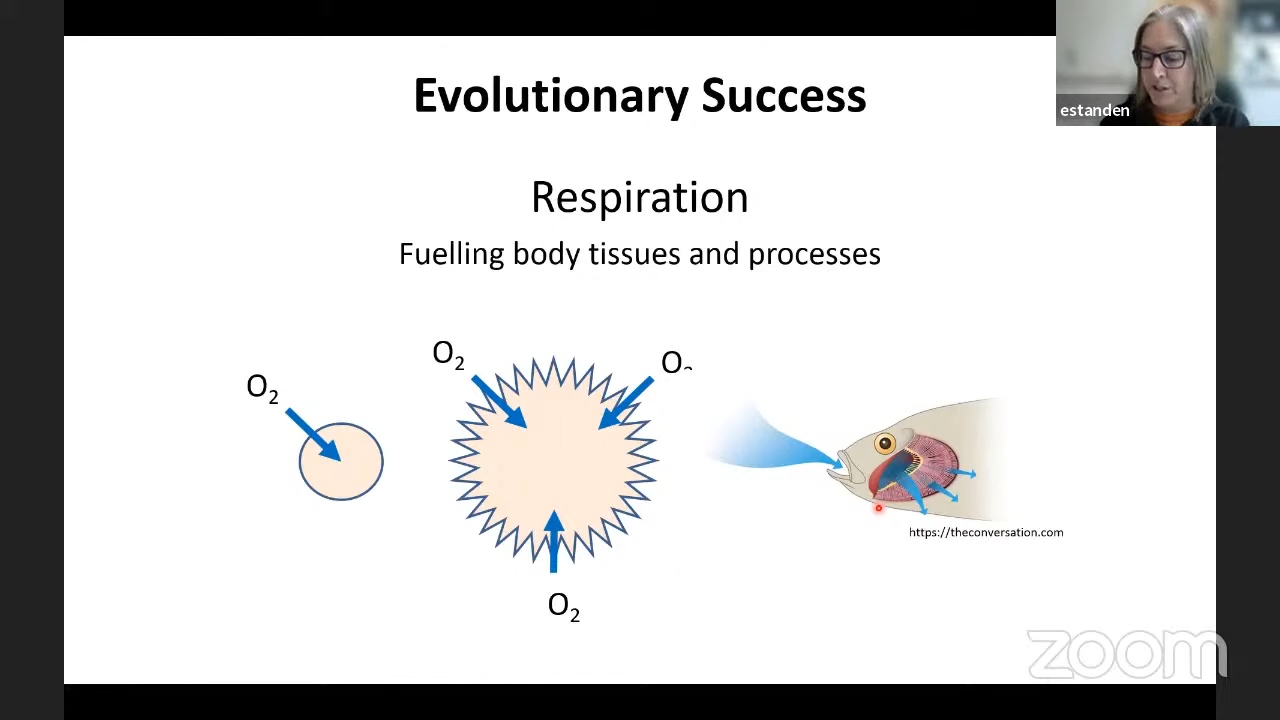 Evolutionary Success
estanden
Respiration
Fuelling body tissues and processes
O2
O2
O2
https://theconversation.com
O2
zoom